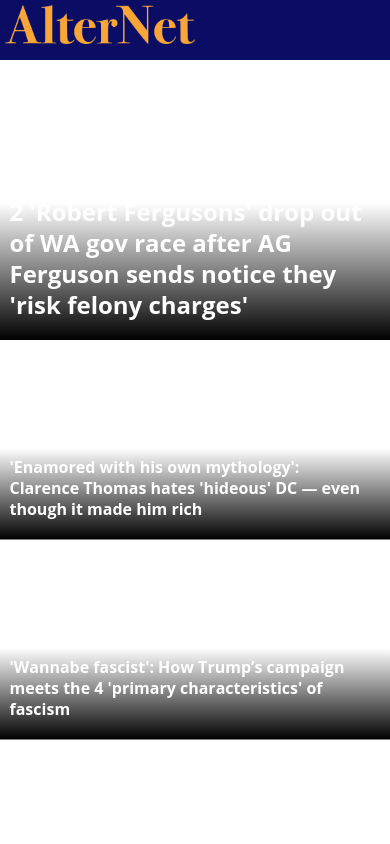 AlterNet
2 'Robert Fergusons' drop out
of WA gov race after AG
Ferguson sends notice they
'risk felony charges'
'Enamored with his own mythology':
Clarence Thomas hates 'hideous' DC — even
though it made him rich
'Wannabe fascist': How Trump’s campaign
meets the 4 'primary characteristics' of
fascism